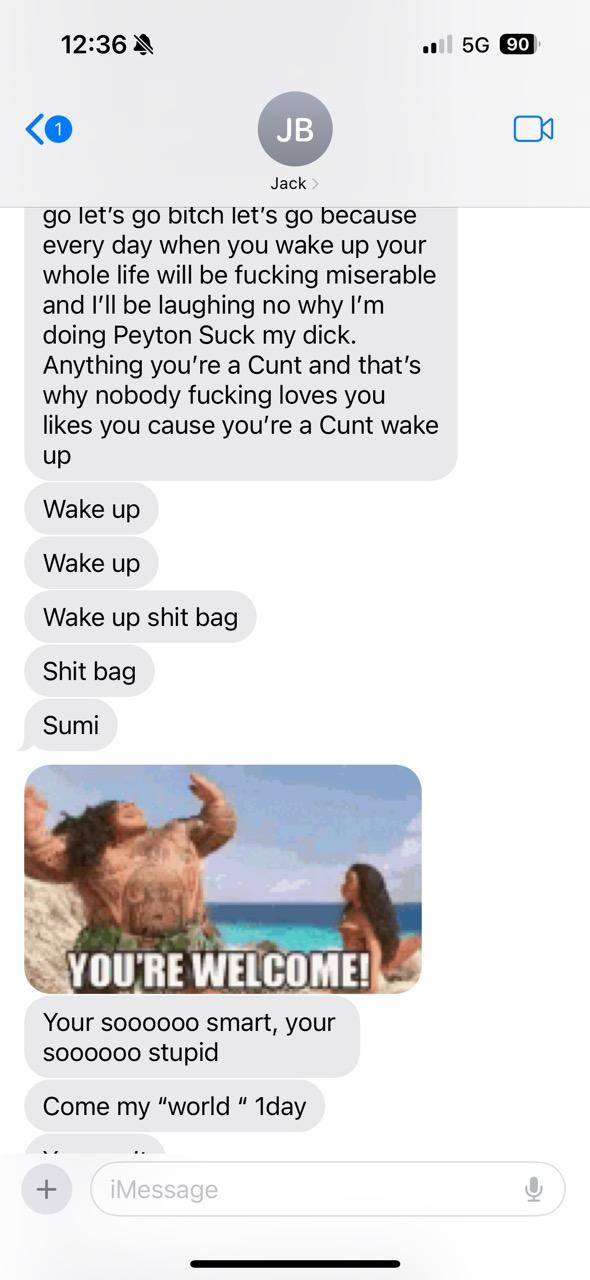 12:36
5G 90
1
JB
Jack
go let’s go bitch let’s go because
every day when you wake up your
whole life will be fucking miserable
and I’ll be laughing no why I’m
doing Peyton Suck my dick.
Anything you’re a Cunt and that’s
why nobody fucking loves you
likes you cause you’re a Cunt wake
up
Wake up
Wake up
Wake up shit bag
Shit bag
Sumi
YOU'RE WELCOME!
Your soooooo smart, your
soooooo stupid
Come my “world “ 1day
iMessage